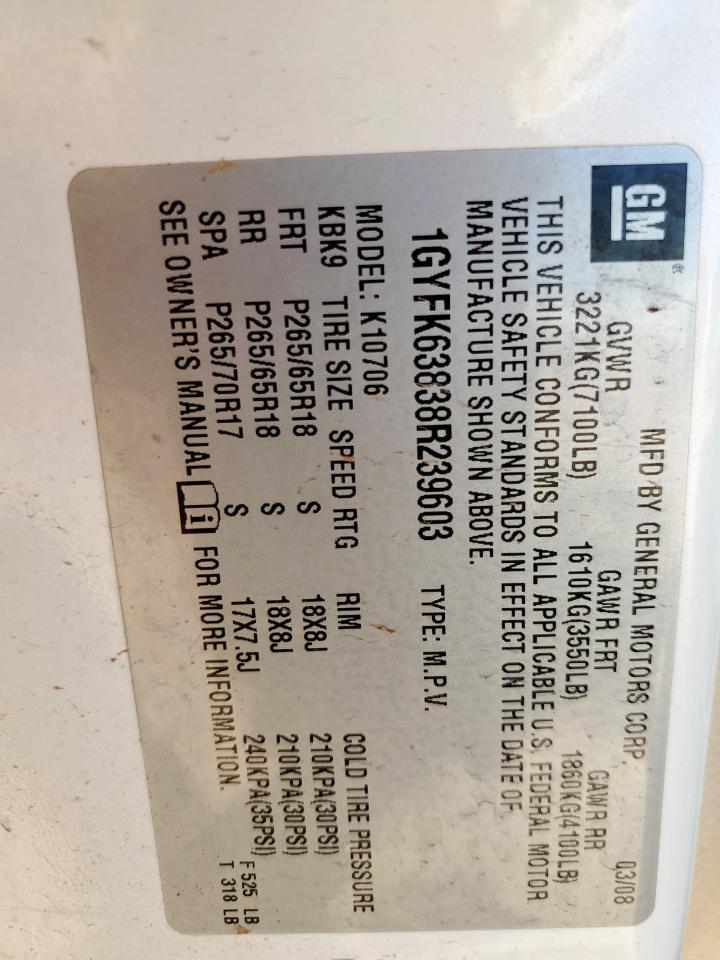 GM®
MFD BY GENERAL MOTORS CORP. 03/08
GVWR GAWR FRT GAWR RR
3221KG(7100LB) 1610KG(3550LB) 1860KG(4100LB)
THIS VEHICLE CONFORMS TO ALL APPLICABLE U.S. FEDERAL MOTOR
VEHICLE SAFETY STANDARDS IN EFFECT ON THE DATE OF
MANUFACTURE SHOWN ABOVE.
1GYFK63838R239603 TYPE: M.P.V.
MODEL: K10706
KBK9 TIRE SIZE SPEED RTG RIM COLD TIRE PRESSURE
FRT P265/65R18 S 18X8J 210KPA(30PSI)
RR P265/65R18 S 18X8J 210KPA(30PSI)
SPA P265/70R17 S 17X7.5J 240KPA(35PSI) F 525 LB
SEE OWNER'S MANUAL i FOR MORE INFORMATION. T 318 LB